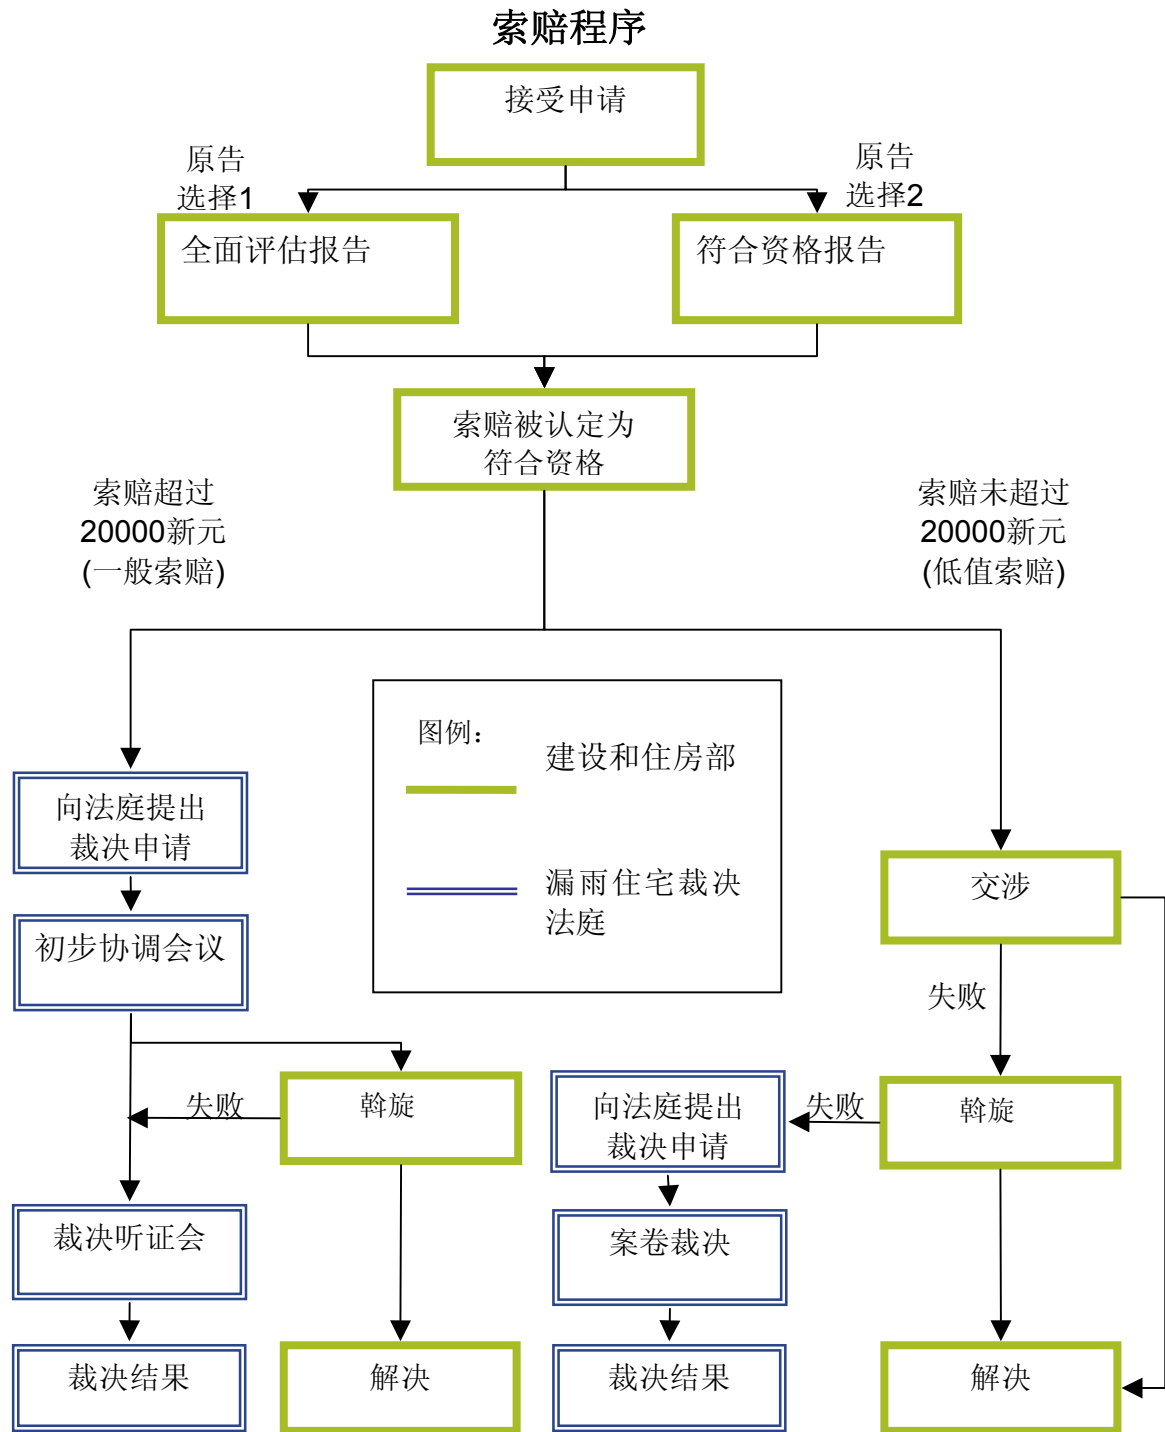 索赔程序
接受申请
原告
选择1
原告
选择2
全面评估报告
符合资格报告
索赔被认定为
符合资格
索赔超过
20000新元
(一般索赔)
索赔未超过
20000新元
(低值索赔)
图例：
建设和住房部
漏雨住宅裁决
法庭
向法庭提出
裁决申请
初步协调会议
交涉
失败
斡旋
失败
向法庭提出
裁决申请
失败
斡旋
裁决听证会
案卷裁决
裁决结果
解决
裁决结果
解决